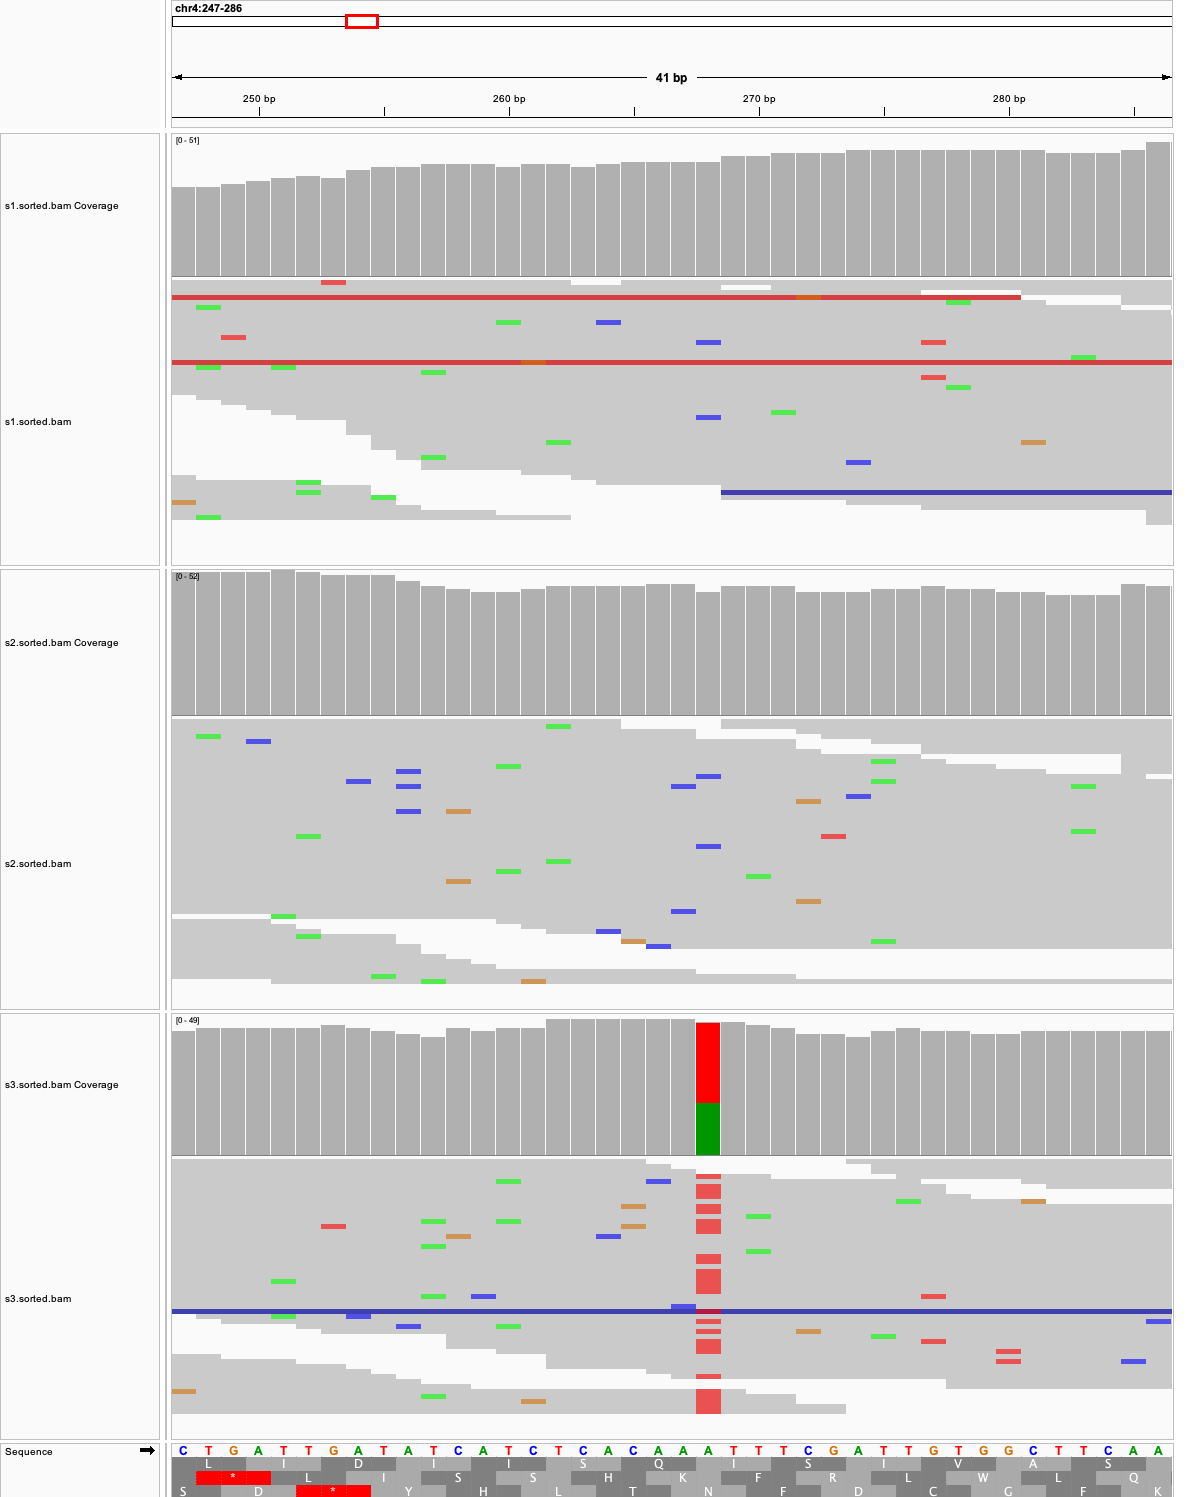 chr4:247-286
41 bp
250 bp 260 bp 270 bp 280 bp
[0 - 51]
s1.sorted.bam Coverage
s1.sorted.bam
[0 - 52]
s2.sorted.bam Coverage
s2.sorted.bam
[0 - 49]
s3.sorted.bam Coverage
s3.sorted.bam
Sequence C T G A T T G A T A T C A T C T C A C A A A T T T C G A T T G T G G C T T C A A
L I D I I S Q I S I V A S
* L I S S H K F R L W L Q
S D * Y H L T N F D C G F K